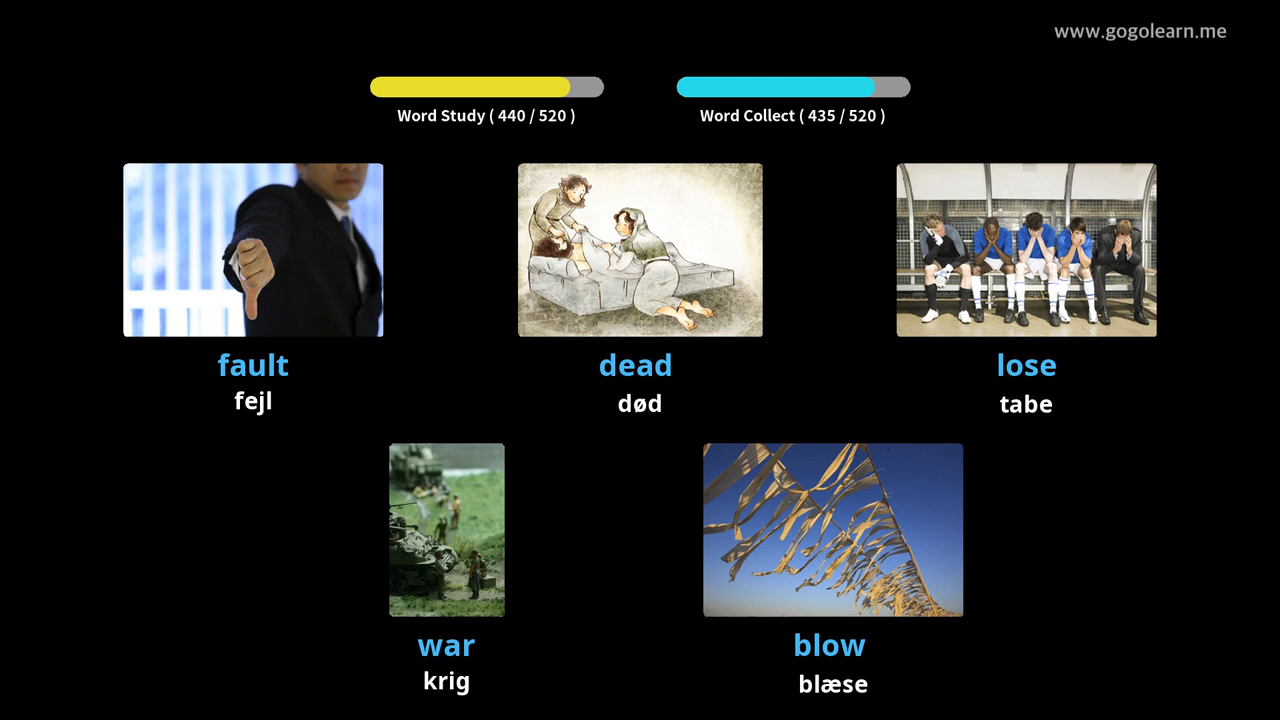 www.gogolearn.me
Word Study ( 440 / 520 )
Word Collect ( 435 / 520 )
fault
fejl
dead
død
lose
tabe
war
krig
blow
blæse